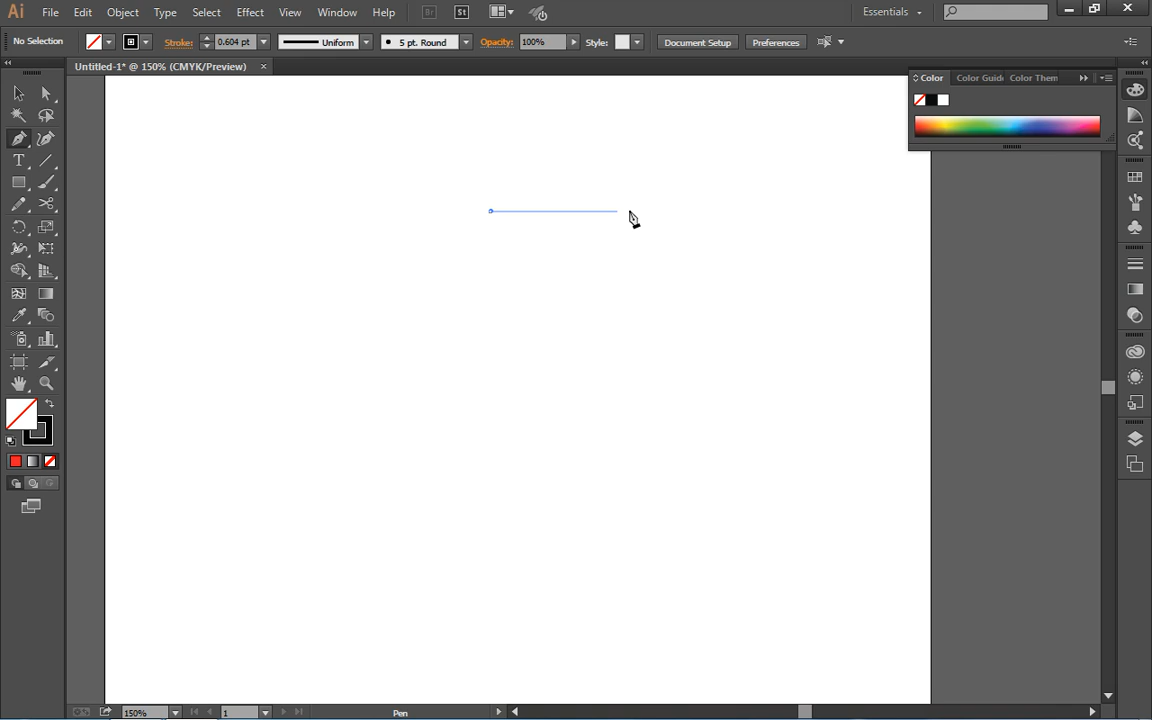 Ai File Edit Object Type Select Effect View Window Help Br St Essentials
No Selection Stroke: 0.604 pt Uniform 5 pt. Round Opacity: 100% Style: Document Setup Preferences
Untitled-1* @ 150% (CMYK/Preview)
Color Color Guid Color Them
T
150% 1 Pen